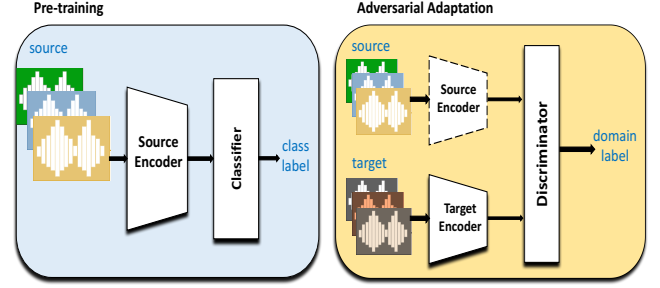 Pre-training
source
Source
Encoder
Classifier
class
label
Adversarial Adaptation
source
Source
Encoder
target
Target
Encoder
Discriminator
domain
label